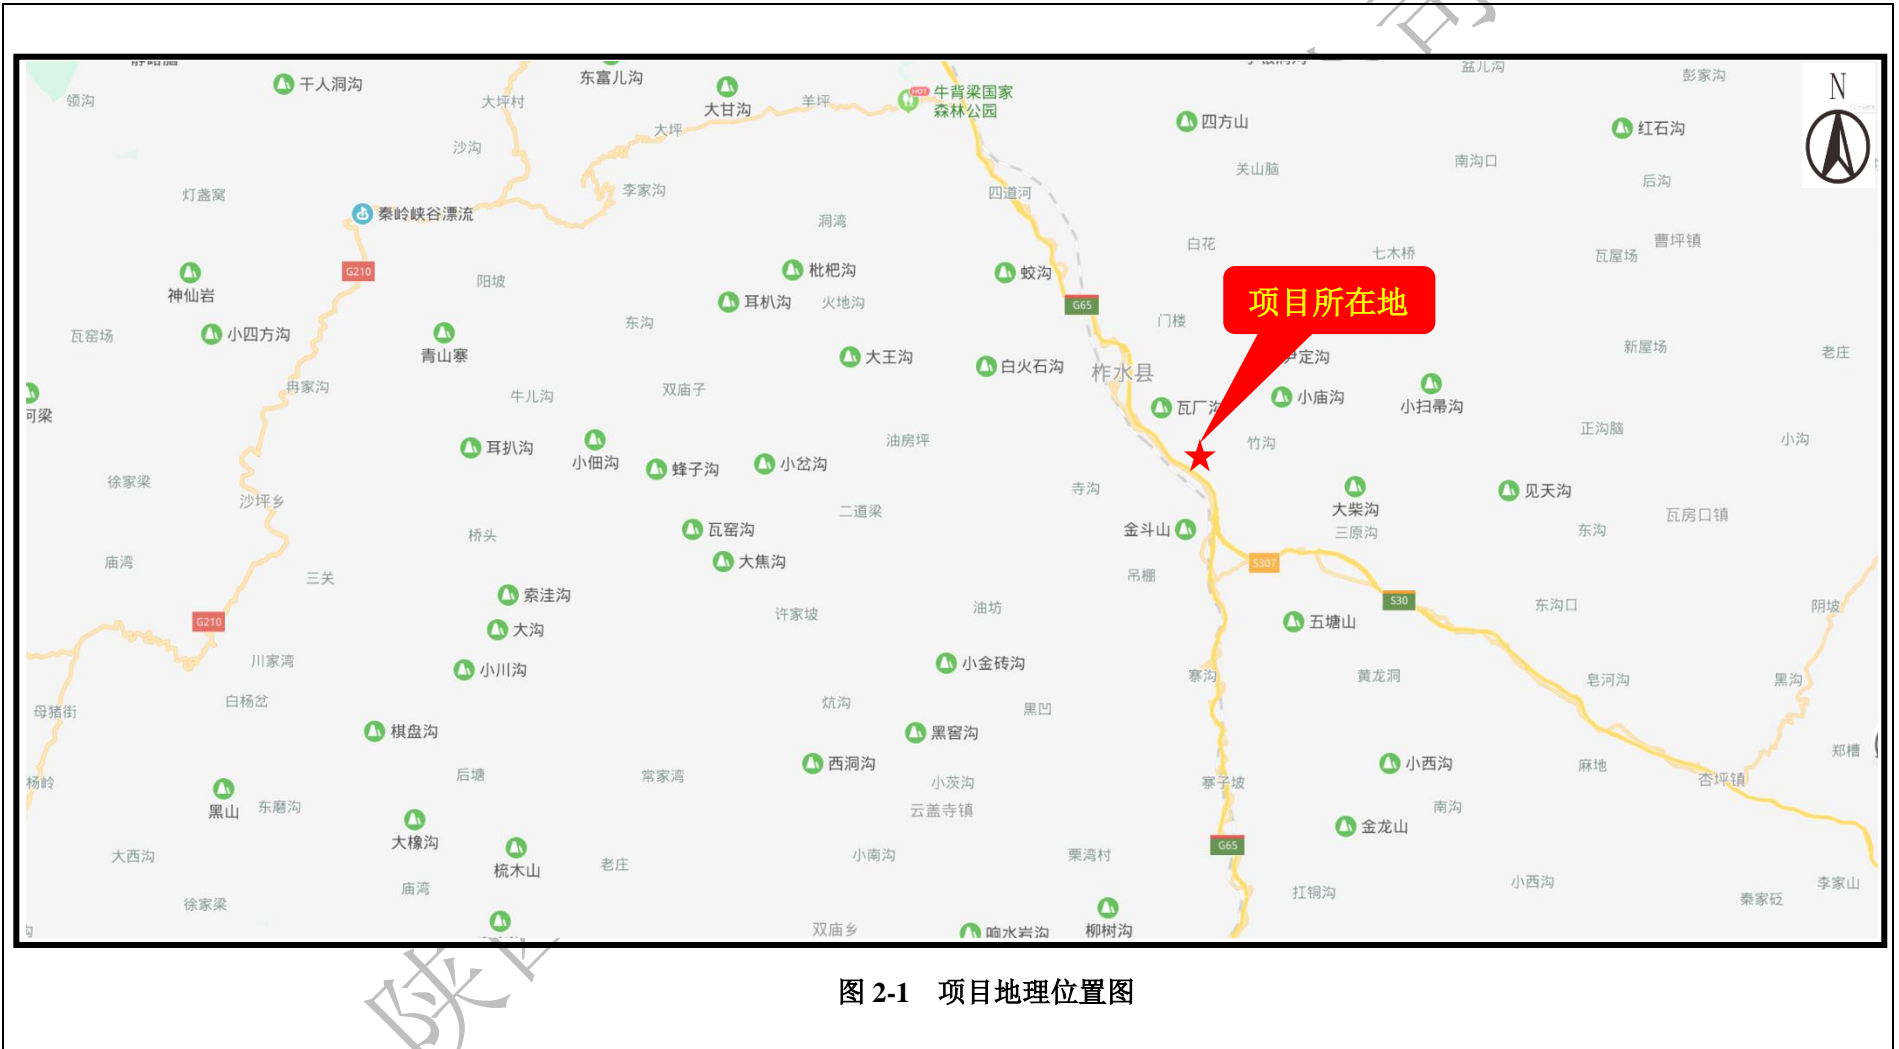 干人洞沟
东富儿沟
大甘沟
羊坪
牛背梁国家
森林公园
HOT
盆儿沟
彭家沟
N
领沟
大坪村
大坪
四方山
红石沟
沙沟
关山脑
南沟口
后沟
灯盏窝
李家沟
四道河
秦岭峡谷漂流
洞湾
白花
七木桥
瓦屋场
曹坪镇
G210
神仙岩
阳坡
枇杷沟
耳朳沟
火地沟
蛟沟
G65
项目所在地
瓦窑场
小四方沟
青山寨
东沟
大王沟
白火石沟
门楼
柞水县
尹定沟
新屋场
老庄
冉家沟
牛儿沟
双庙子
瓦厂沟
小庙沟
小扫帚沟
河梁
耳扒沟
小佃沟
蜂子沟
小岔沟
油房坪
竹沟
正沟脑
小沟
徐家梁
沙坪乡
寺沟
大柴沟
见天沟
二道梁
瓦窑沟
桥头
金斗山
三原沟
东沟
瓦房口镇
庙湾
三关
大焦沟
吊棚
S307
S30
索洼沟
许家坡
油坊
东沟口
阴坡
G210
大沟
五塘山
川家湾
小川沟
小金砖沟
寨沟
黄龙洞
皂河沟
黑沟
白杨岔
母猪街
炕沟
黑凹
棋盘沟
黑窖沟
郑槽
杨岭
后塘
常家湾
西洞沟
小茨沟
寨子坡
小西沟
麻地
杏坪镇
黑山
东磨沟
云盖寺镇
南沟
大橡沟
金龙山
G65
大西沟
梳木山
老庄
小南沟
栗湾村
庙湾
扛铜沟
小西沟
李家山
徐家梁
秦家砭
双庙乡
响水岩沟
柳树沟
图 2-1 项目地理位置图
陕
司